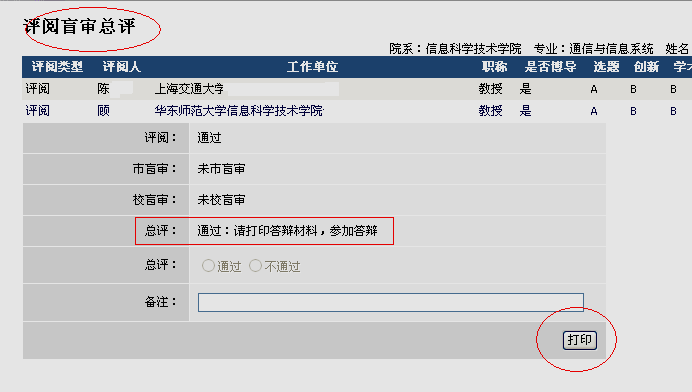 评阅盲审总评
院系：信息科学技术学院 专业：通信与信息系统 姓名
评阅类型 评阅人 工作单位 职称 是否博导 选题 创新 学术
评阅 陈 上海交通大学 教授 是 A B B
评阅 顾 华东师范大学信息科学技术学院 教授 是 A B B
评阅： 通过
市盲审： 未市盲审
校盲审： 未校盲审
总评： 通过：请打印答辩材料，参加答辩
总评： 通过 不通过
备注：
打印